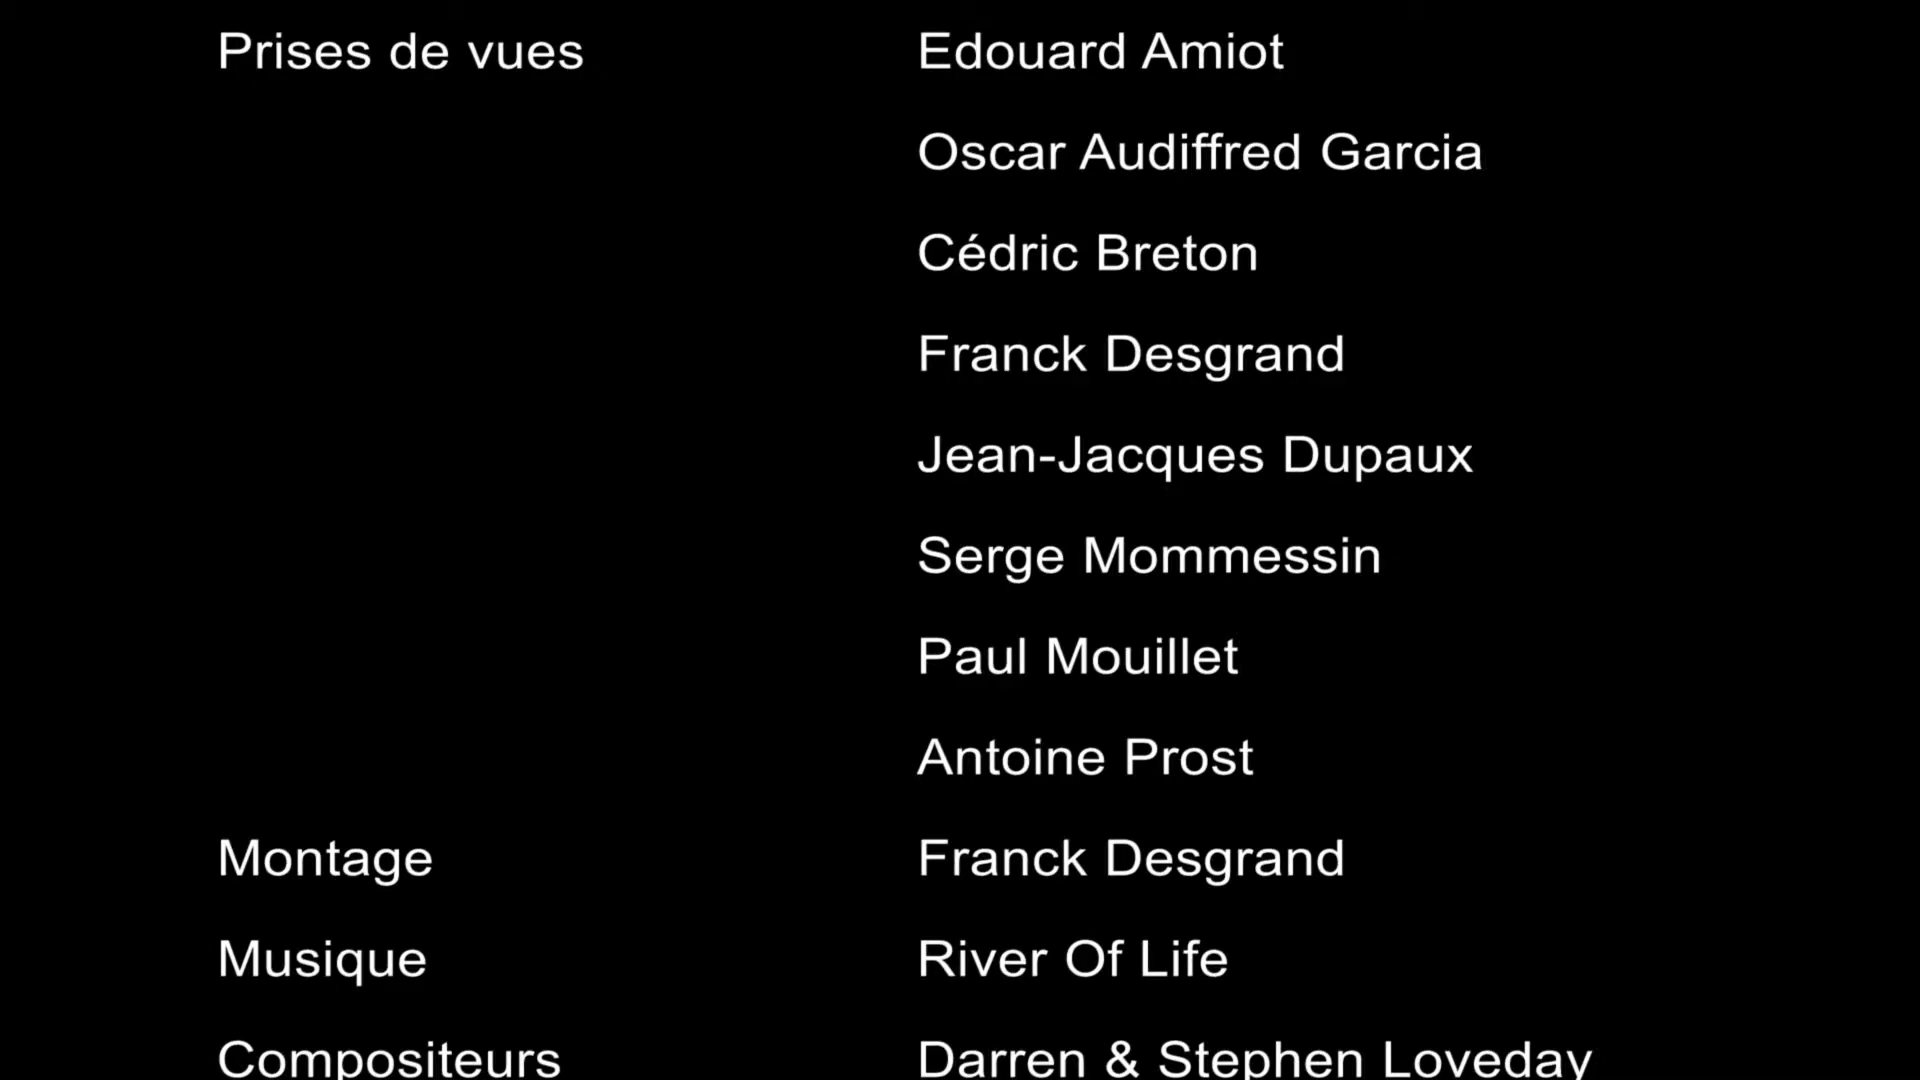 Prises de vues Edouard Amiot
Oscar Audiffred Garcia
Cédric Breton
Franck Desgrand
Jean-Jacques Dupaux
Serge Mommessin
Paul Mouillet
Antoine Prost
Montage Franck Desgrand
Musique River Of Life
Compositeurs Darren & Stephen Loveday